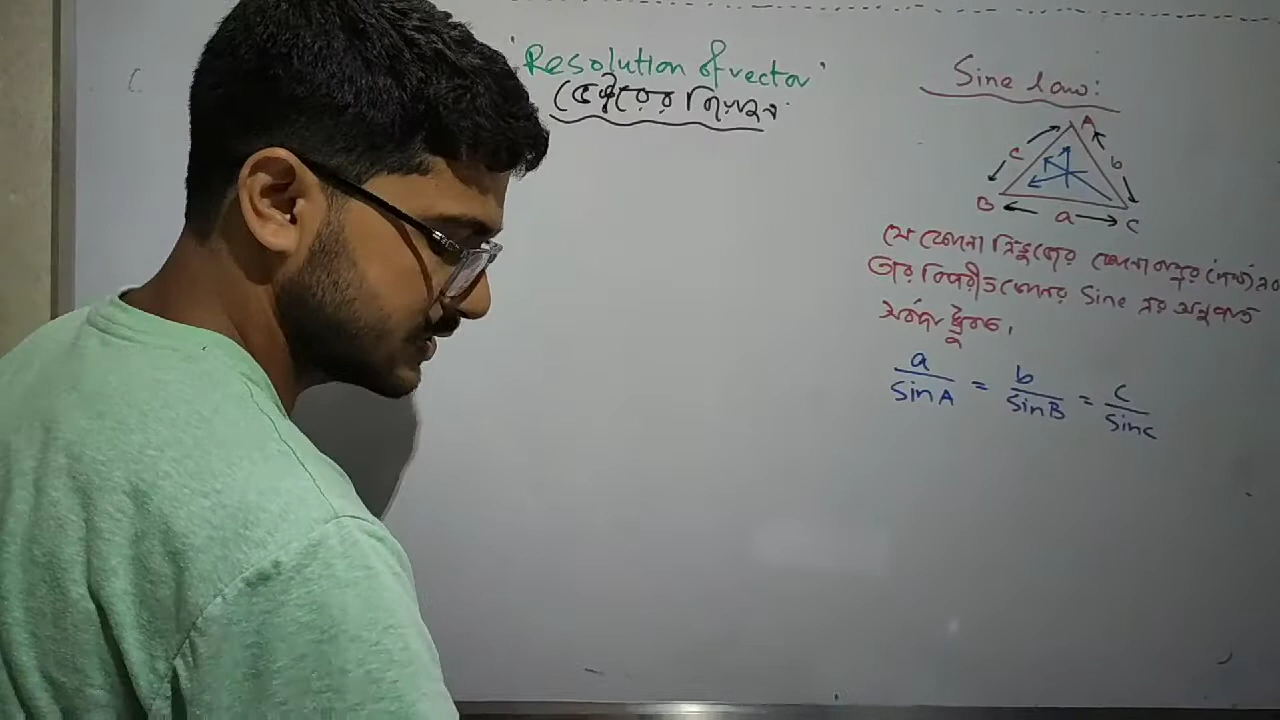 'Resolution of vector'
ভেক্টরের বিভাজন
Sine law:
A
c
b
B
a
C
যে কোনো ত্রিভুজের কোনো বাহুর দৈর্ঘ্য এবং
তার বিপরীত কোণের Sine এর অনুপাত
সর্বদা ধ্রুবক।
a/SinA = b/SinB = c/Sinc